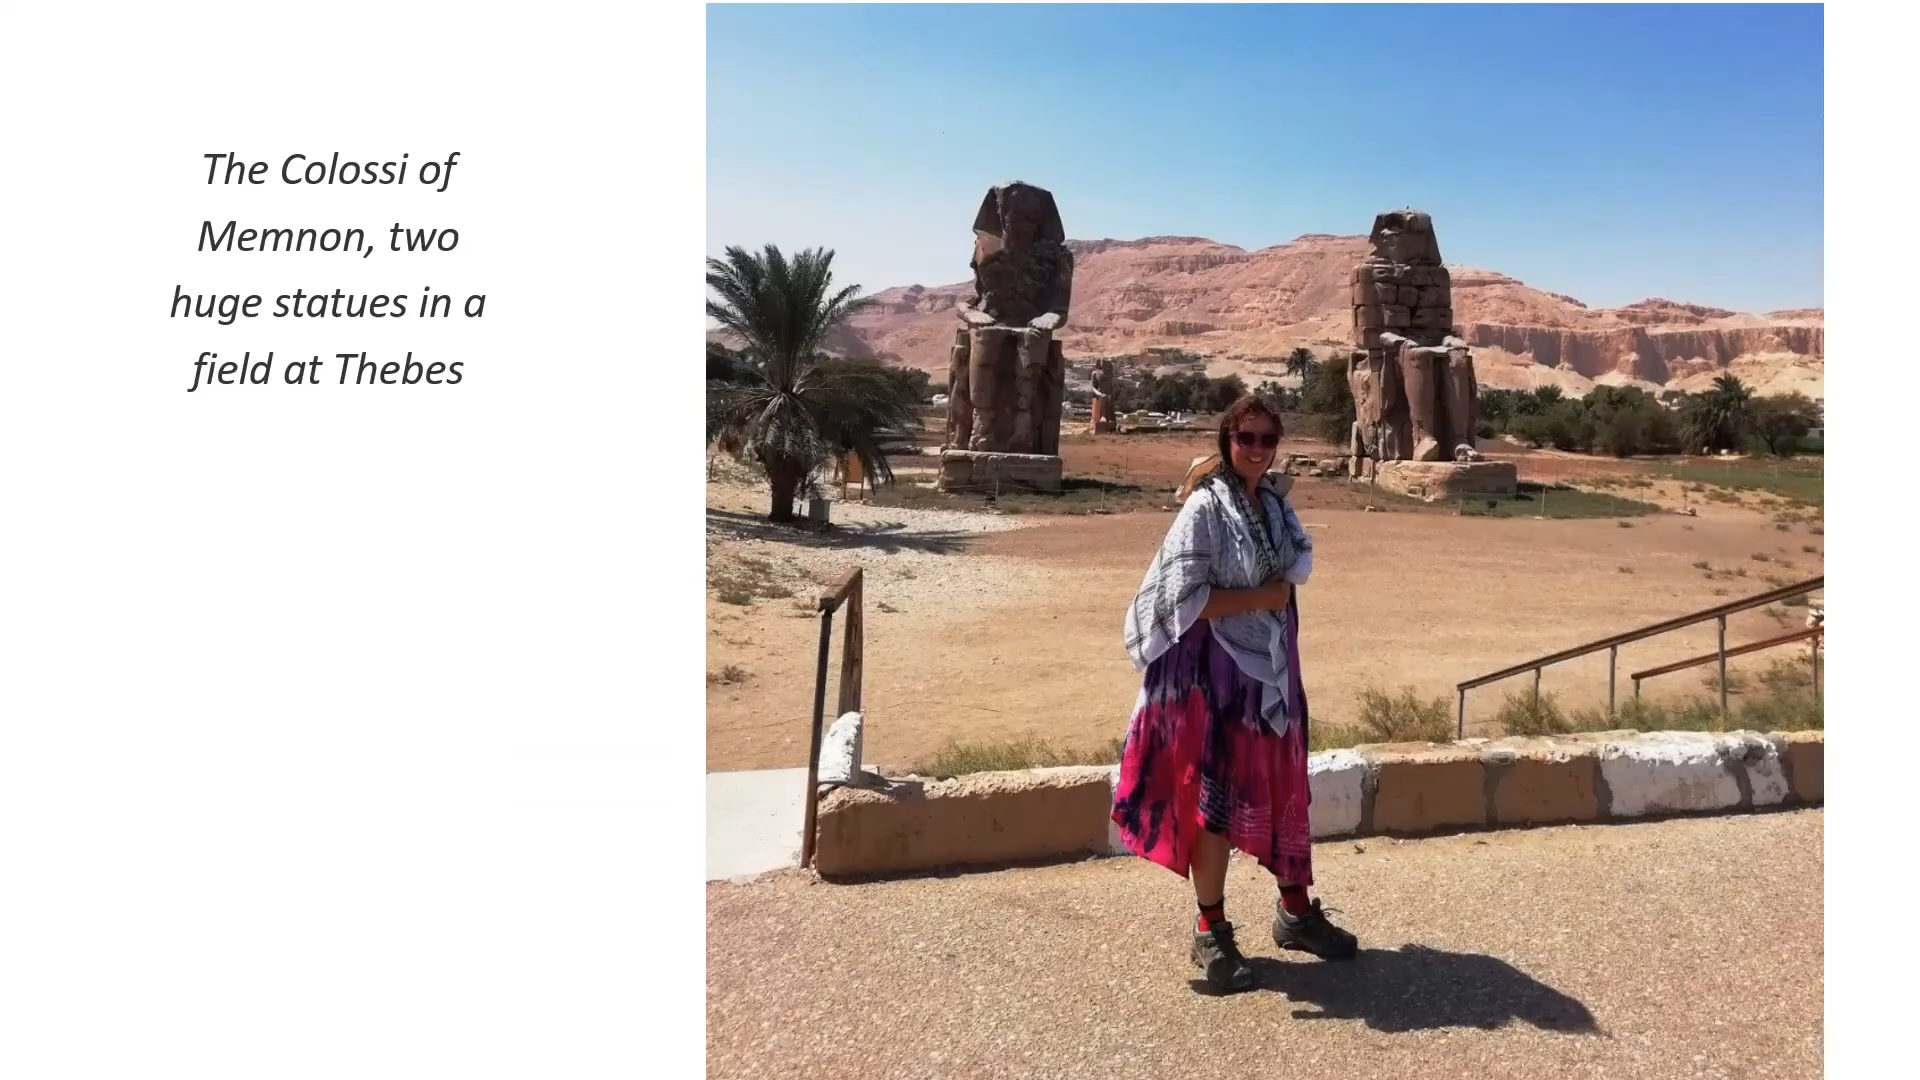 The Colossi of
Memnon, two
huge statues in a
field at Thebes